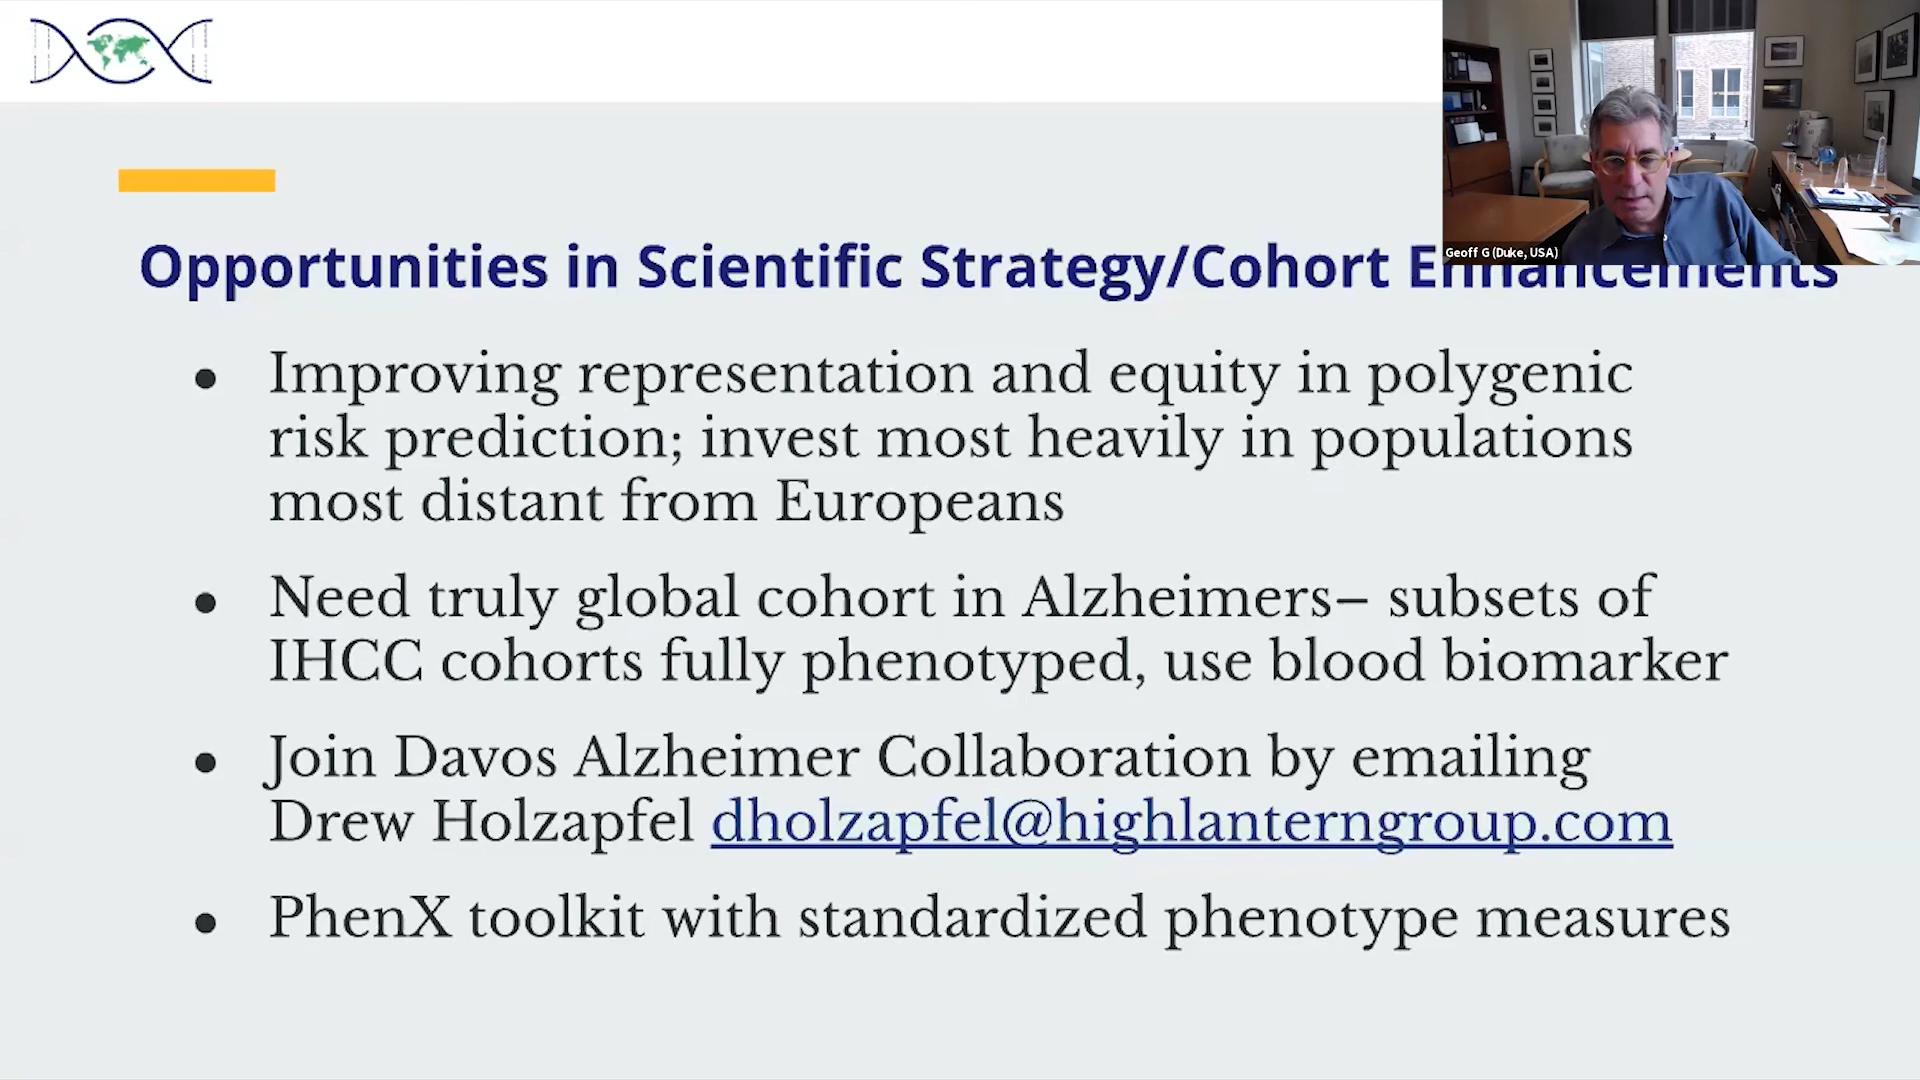 Geoff G (Duke, USA)
Opportunities in Scientific Strategy/Cohort Enhancements
● Improving representation and equity in polygenic
risk prediction; invest most heavily in populations
most distant from Europeans
● Need truly global cohort in Alzheimers– subsets of
IHCC cohorts fully phenotyped, use blood biomarker
● Join Davos Alzheimer Collaboration by emailing
Drew Holzapfel dholzapfel@highlanterngroup.com
● PhenX toolkit with standardized phenotype measures